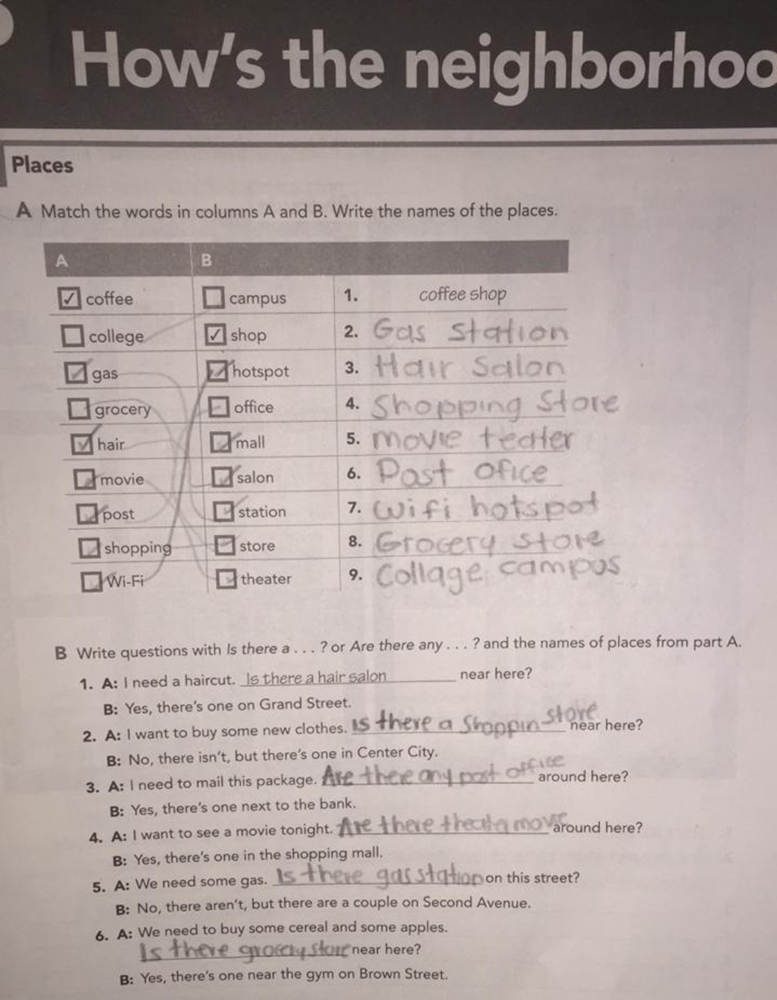 How's the neighborhoo
Places
A Match the words in columns A and B. Write the names of the places.
A B
coffee campus 1. coffee shop
college shop 2. Gas station
gas hotspot 3. Hair Salon
grocery office 4. Shopping Store
hair mall 5. movie teater
movie salon 6. Post ofice
post station 7. wifi hotspot
shopping store 8. Grocery store
Wi-Fi theater 9. Collage campus
B Write questions with Is there a . . . ? or Are there any . . . ? and the names of places from part A.
1. A: I need a haircut. Is there a hair salon near here?
B: Yes, there's one on Grand Street.
2. A: I want to buy some new clothes. Is there a Shoppin store near here?
B: No, there isn't, but there's one in Center City.
3. A: I need to mail this package. Are there any post office around here?
B: Yes, there's one next to the bank.
4. A: I want to see a movie tonight. Are there around here?
B: Yes, there's one in the shopping mall.
5. A: We need some gas. Is there gas station on this street?
B: No, there aren't, but there are a couple on Second Avenue.
6. A: We need to buy some cereal and some apples.
Is there grocery store near here?
B: Yes, there's one near the gym on Brown Street.